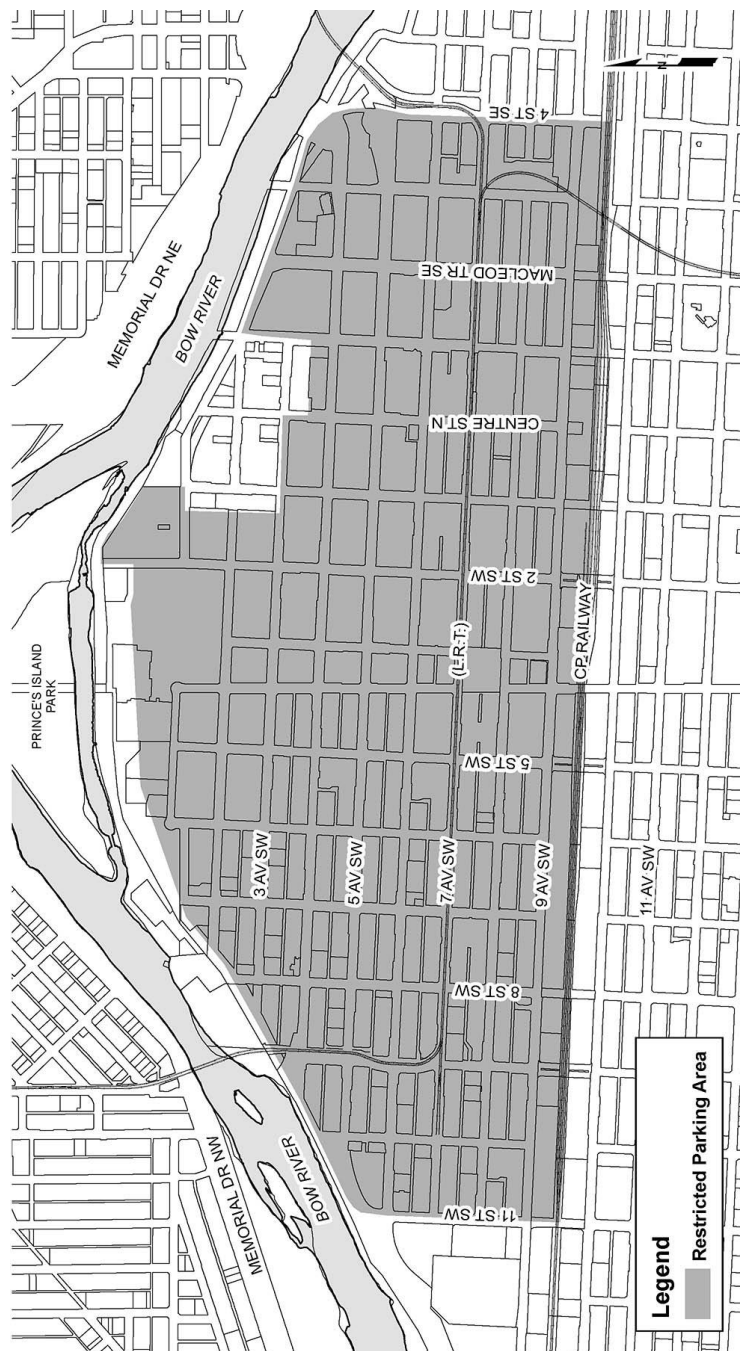 MEMORIAL DR NE
BOW RIVER
PRINCE'S ISLAND
PARK
MEMORIAL DR NW
BOW RIVER
N
4 ST SE
MACLEOD TR SE
CENTRE ST N
2 ST SW
(L.R.T.)
CP RAILWAY
5 ST SW
3 AV SW
5 AV SW
7 AV SW
9 AV SW
11 AV SW
8 ST SW
11 ST SW
Legend
Restricted Parking Area